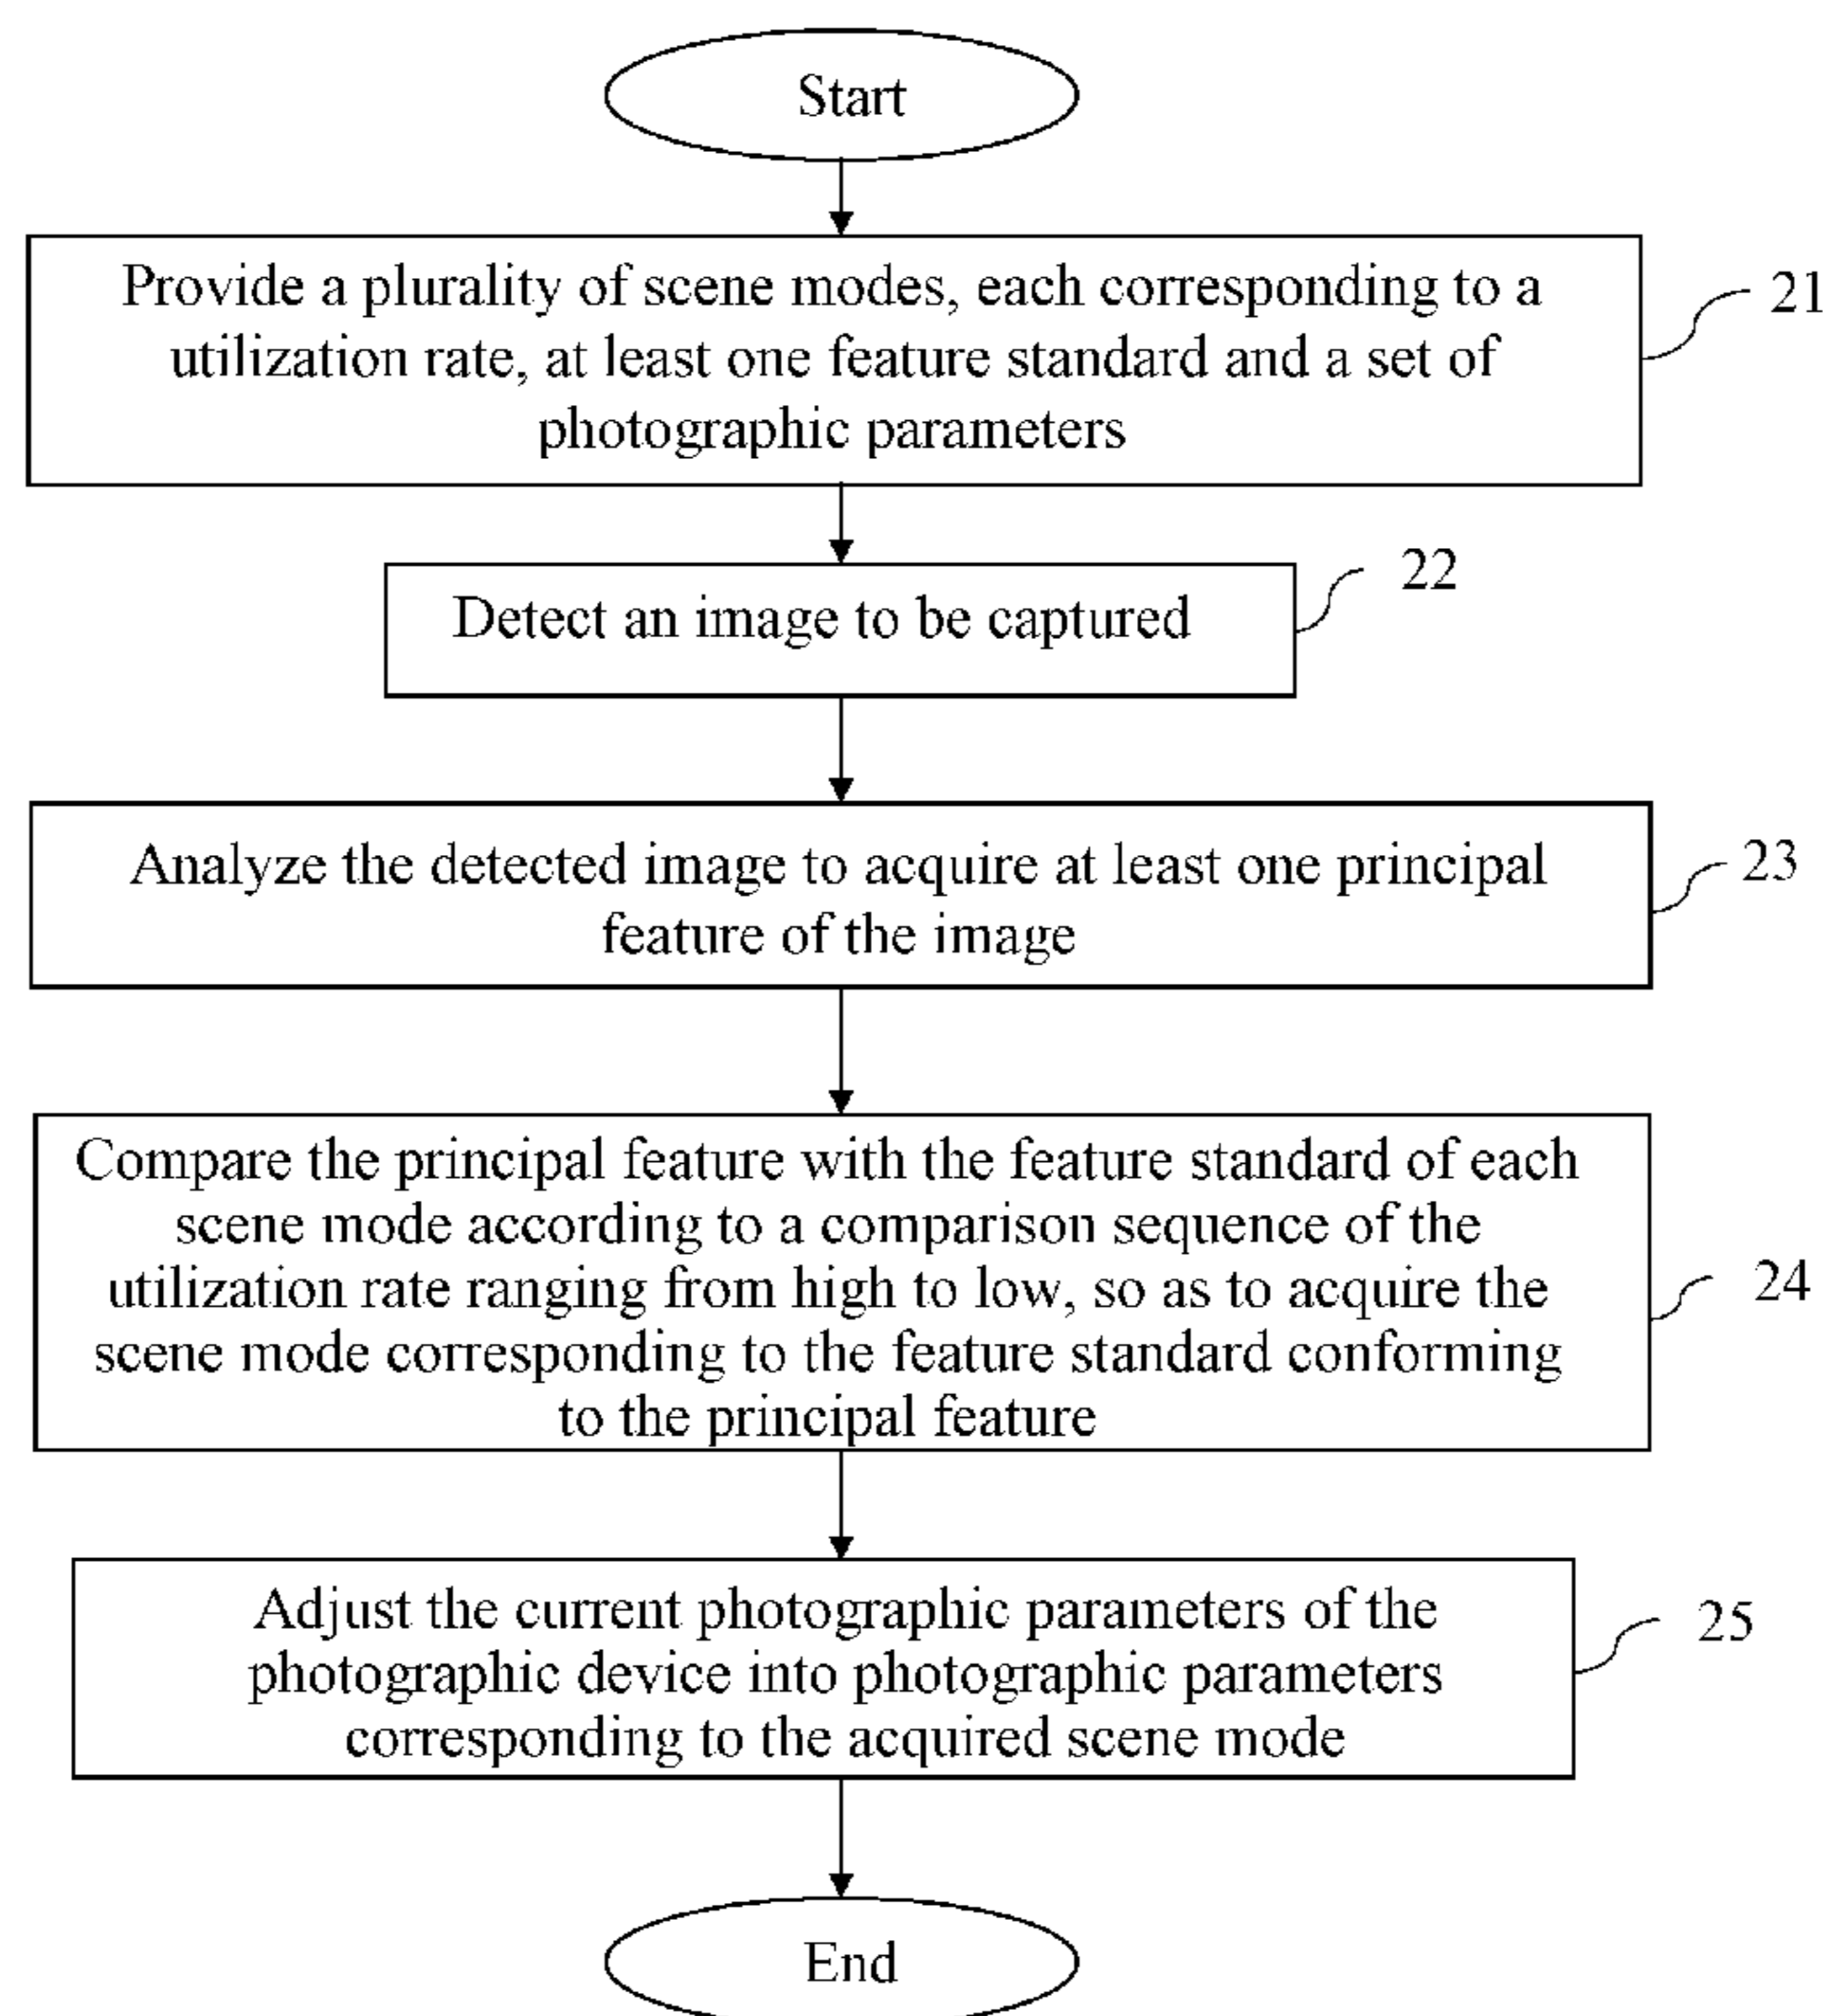 Start
Provide a plurality of scene modes, each corresponding to a
utilization rate, at least one feature standard and a set of
photographic parameters
21
Detect an image to be captured
22
Analyze the detected image to acquire at least one principal
feature of the image
23
Compare the principal feature with the feature standard of each
scene mode according to a comparison sequence of the
utilization rate ranging from high to low, so as to acquire the
scene mode corresponding to the feature standard conforming
to the principal feature
24
Adjust the current photographic parameters of the
photographic device into photographic parameters
corresponding to the acquired scene mode
25
End